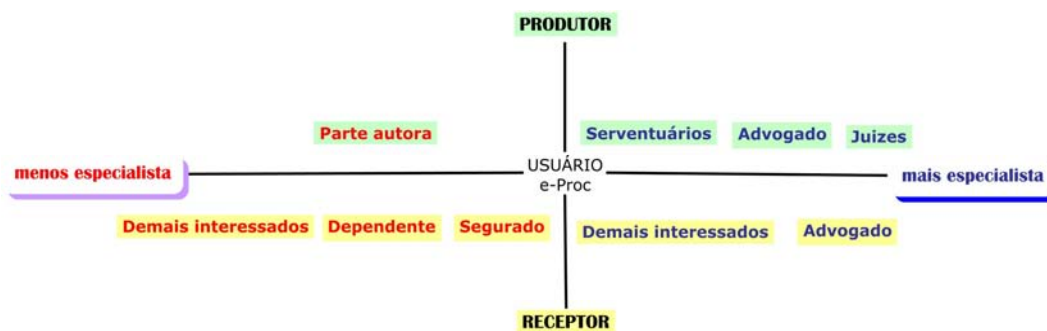 PRODUTOR
Parte autora
Serventuários
Advogado
Juizes
menos especialista
USUÁRIO
e-Proc
mais especialista
Demais interessados
Dependente
Segurado
Demais interessados
Advogado
RECEPTOR